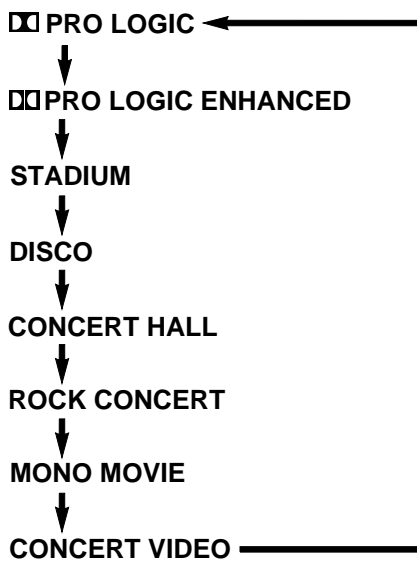 PRO LOGIC
PRO LOGIC ENHANCED
STADIUM
DISCO
CONCERT HALL
ROCK CONCERT
MONO MOVIE
CONCERT VIDEO